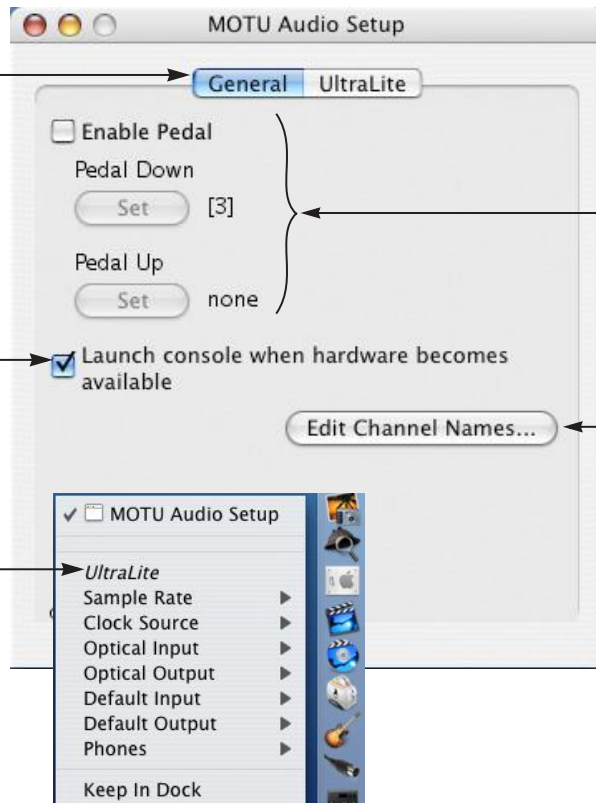 MOTU Audio Setup
General UltraLite
Enable Pedal
Pedal Down
Set [3]
Pedal Up
Set none
Launch console when hardware becomes
available
Edit Channel Names...
✓ MOTU Audio Setup
UltraLite
Sample Rate
Clock Source
Optical Input
Optical Output
Default Input
Default Output
Phones
Keep In Dock